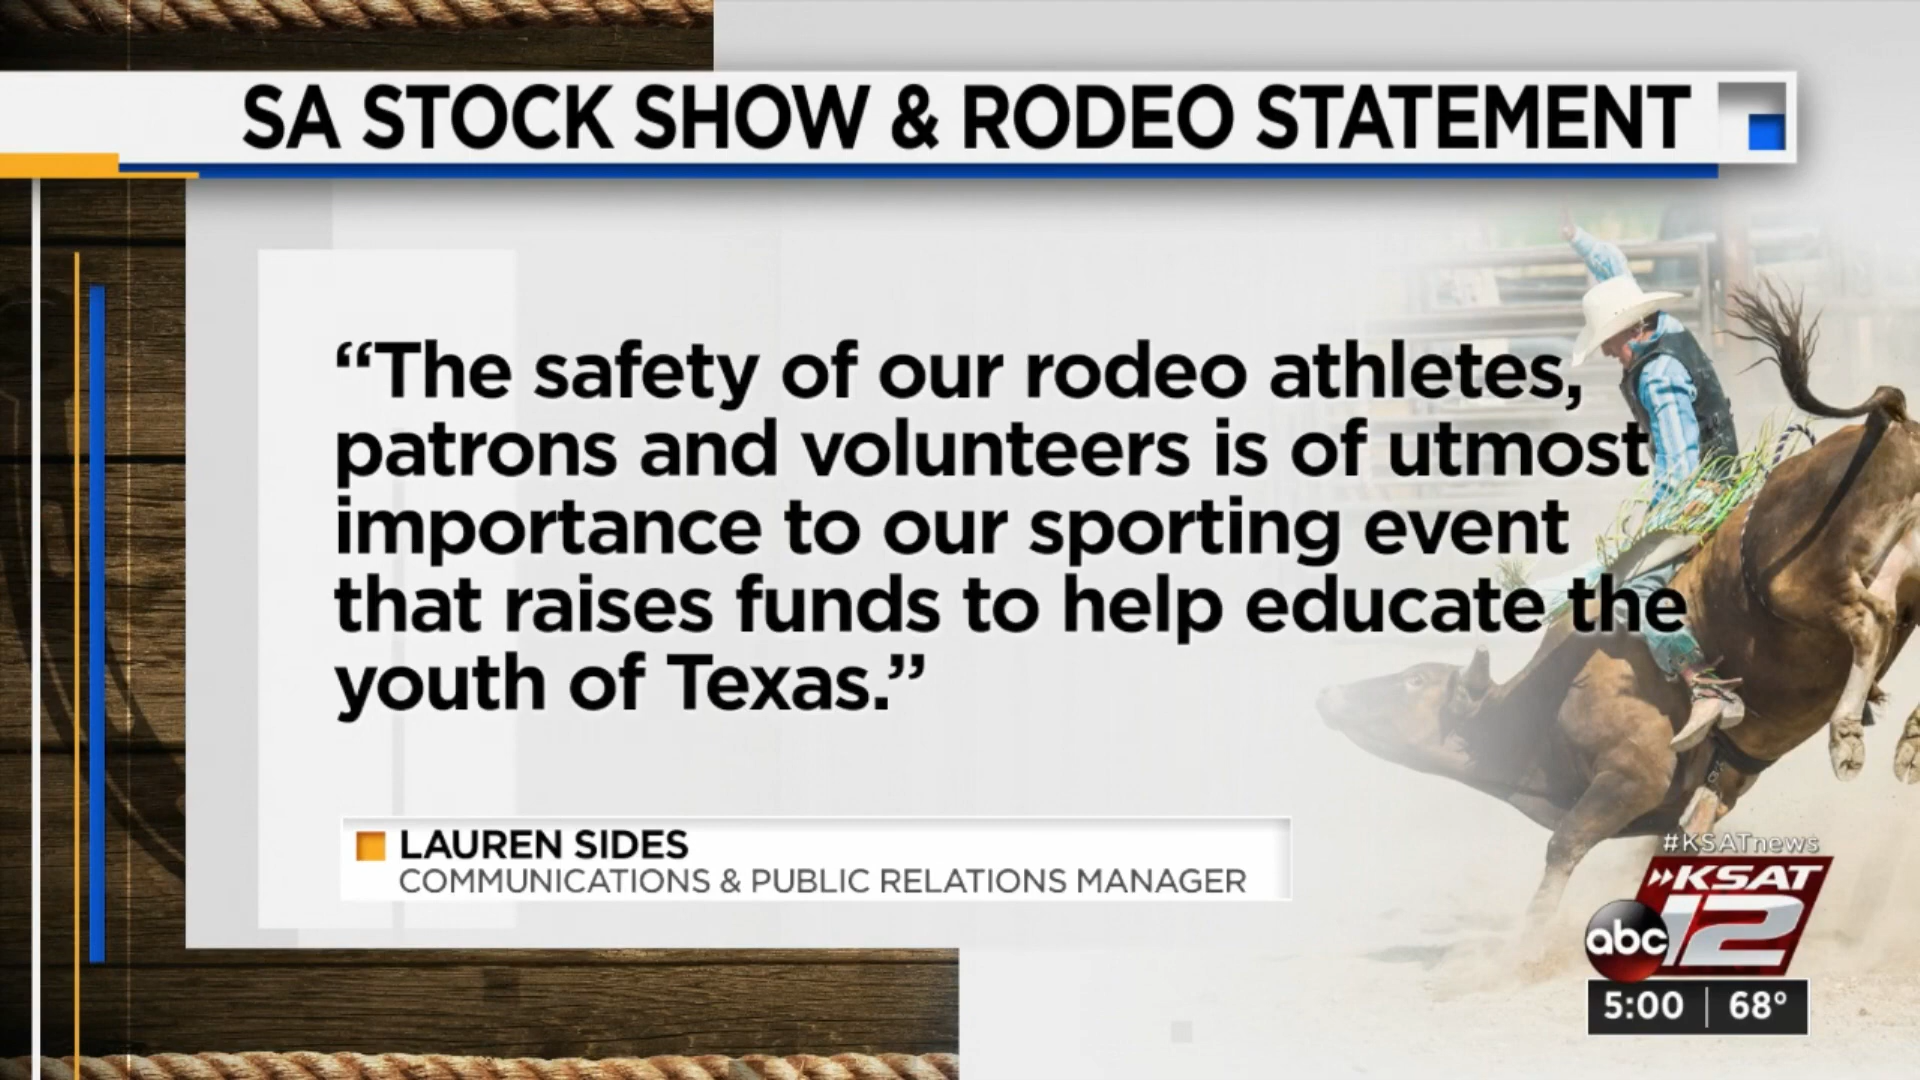 SA STOCK SHOW & RODEO STATEMENT
“The safety of our rodeo athletes,
patrons and volunteers is of utmost
importance to our sporting event
that raises funds to help educate the
youth of Texas.”
LAUREN SIDES
COMMUNICATIONS & PUBLIC RELATIONS MANAGER
#KSATnews
KSAT
abc 12
5:00 68°